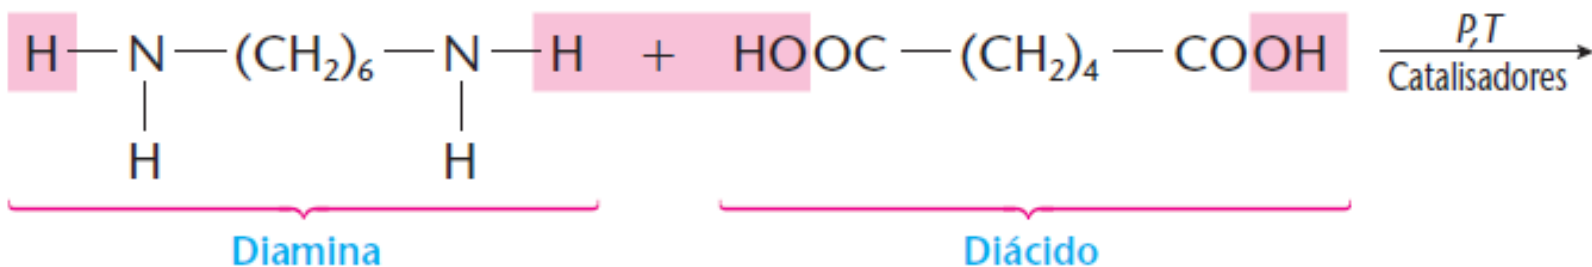 H—N—(CH₂)₆—N—H + HOOC—(CH₂)₄—COOH P,T
Catalisadores
H H
Diamina Diácido